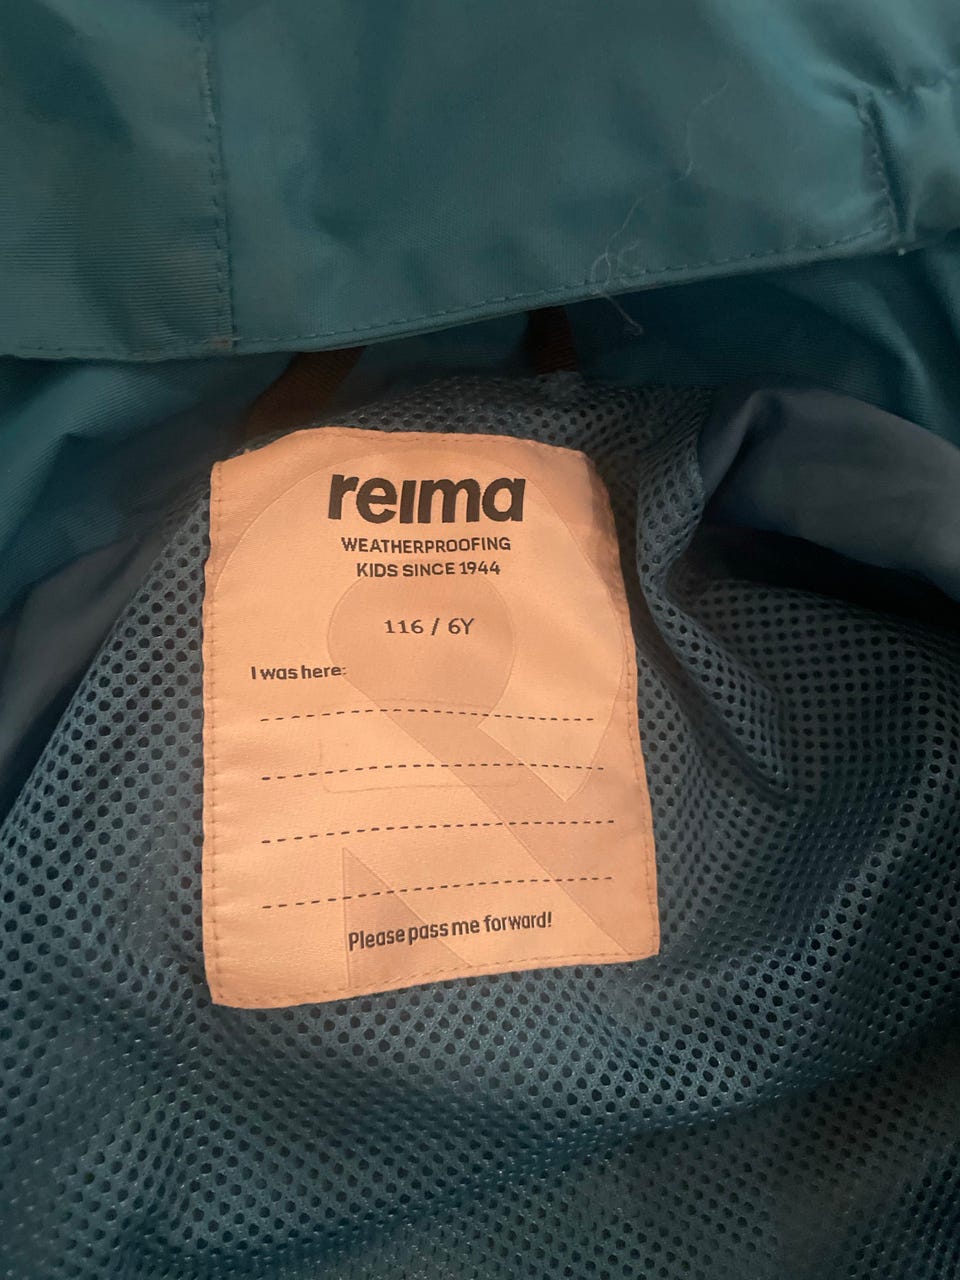 reima
WEATHERPROOFING
KIDS SINCE 1944
116 / 6Y
I was here:
Please pass me forward!